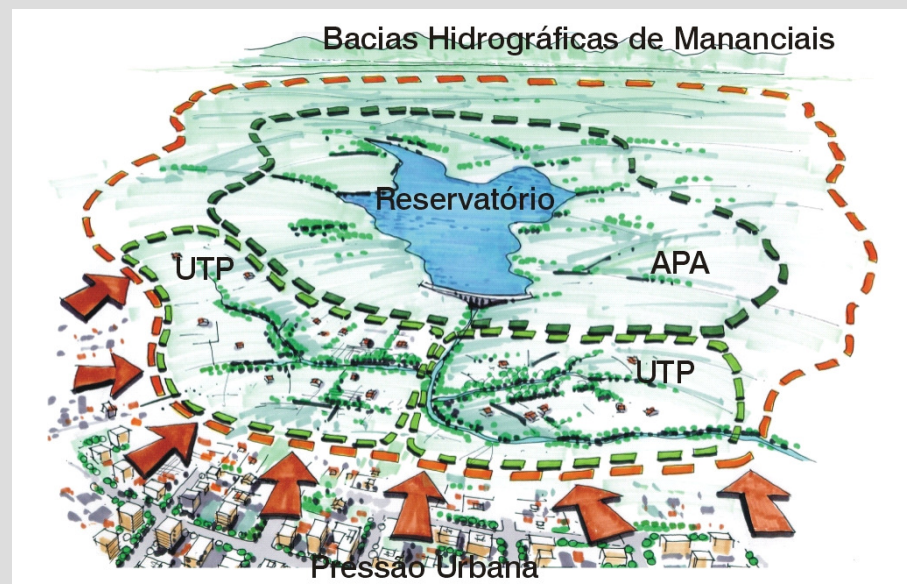 Bacias Hidrográficas de Mananciais
Reservatório
UTP
APA
UTP
Pressão Urbana